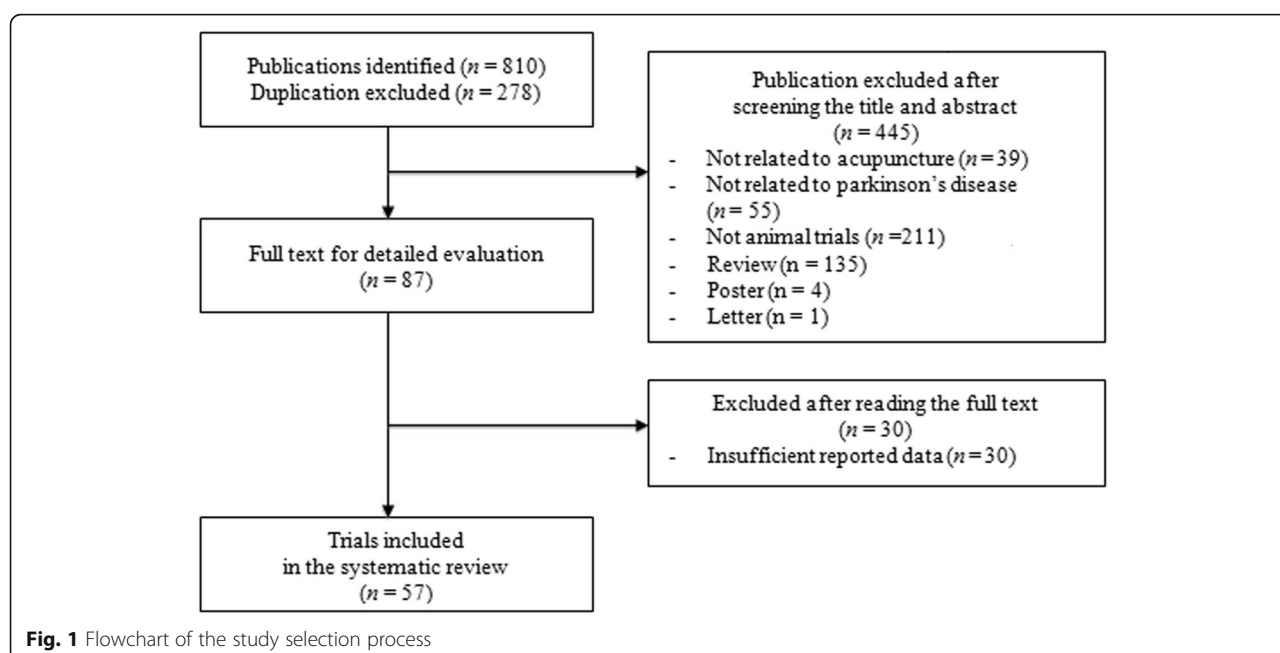 Publications identified (n = 810)
Duplication excluded (n = 278)
Publication excluded after
screening the title and abstract
(n = 445)
- Not related to acupuncture (n = 39)
- Not related to parkinson's disease
(n = 55)
- Not animal trials (n =211)
- Review (n = 135)
- Poster (n = 4)
- Letter (n = 1)
Full text for detailed evaluation
(n = 87)
Excluded after reading the full text
(n = 30)
- Insufficient reported data (n = 30)
Trials included
in the systematic review
(n = 57)
Fig. 1 Flowchart of the study selection process